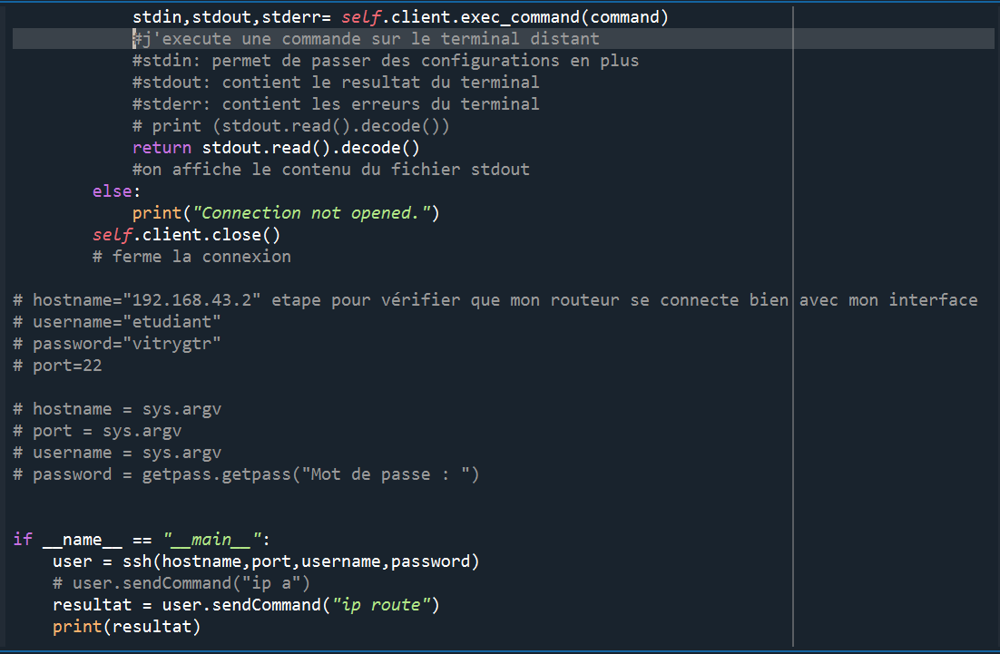 stdin,stdout,stderr= self.client.exec_command(command)
#j'execute une commande sur le terminal distant
#stdin: permet de passer des configurations en plus
#stdout: contient le resultat du terminal
#stderr: contient les erreurs du terminal
# print (stdout.read().decode())
return stdout.read().decode()
#on affiche le contenu du fichier stdout
else:
print("Connection not opened.")
self.client.close()
# ferme la connexion
# hostname="192.168.43.2" etape pour vérifier que mon routeur se connecte bien avec mon interface
# username="etudiant"
# password="vitrygtr"
# port=22
# hostname = sys.argv
# port = sys.argv
# username = sys.argv
# password = getpass.getpass("Mot de passe : ")
if __name__ == "__main__":
user = ssh(hostname,port,username,password)
# user.sendCommand("ip a")
resultat = user.sendCommand("ip route")
print(resultat)